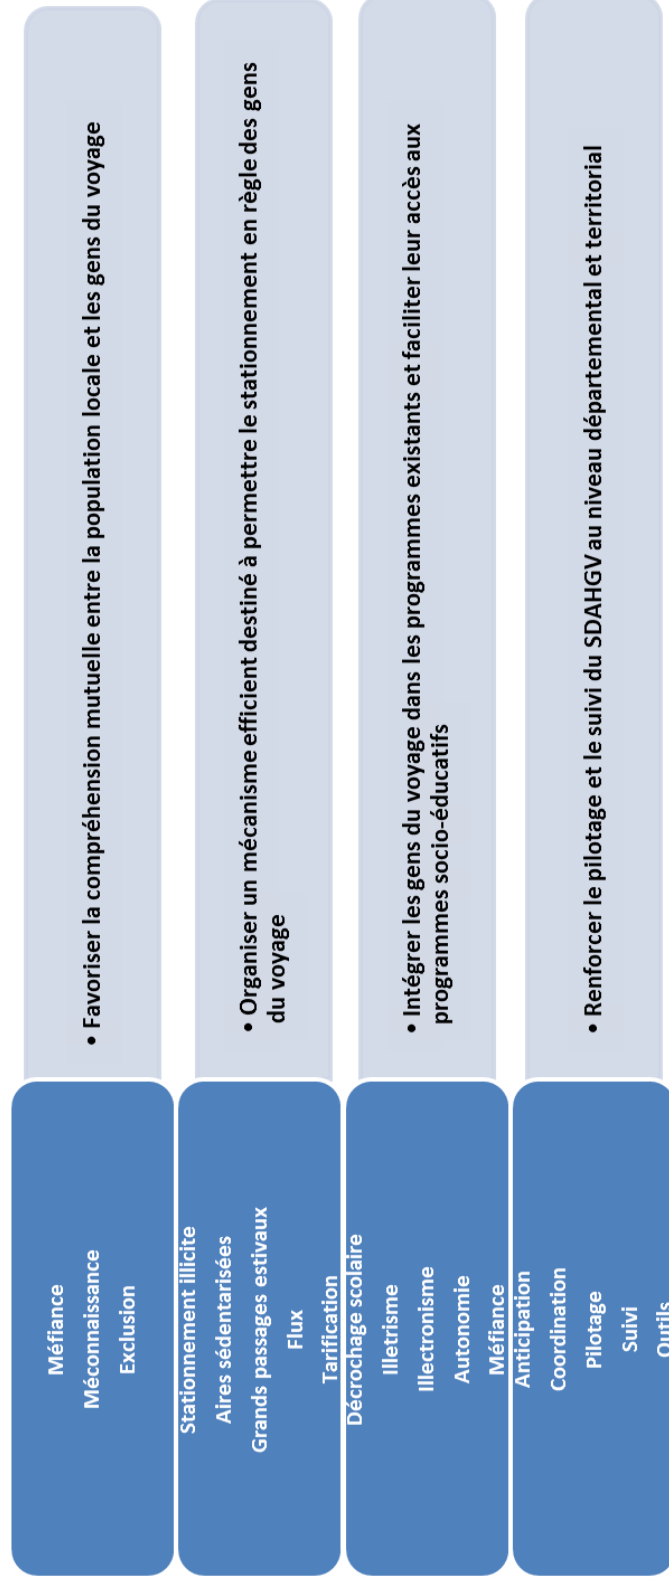 Méfiance
Méconnaissance
Exclusion
• Favoriser la compréhension mutuelle entre la population locale et les gens du voyage
Stationnement illicite
Aires sédentarisées
Grands passages estivaux
Flux
Tarification
• Organiser un mécanisme efficient destiné à permettre le stationnement en règle des gens
du voyage
Décrochage scolaire
Illetrisme
Illectronisme
Autonomie
Méfiance
• Intégrer les gens du voyage dans les programmes existants et faciliter leur accès aux
programmes socio-éducatifs
Anticipation
Coordination
Pilotage
Suivi
Outils
• Renforcer le pilotage et le suivi du SDAHGV au niveau départemental et territorial